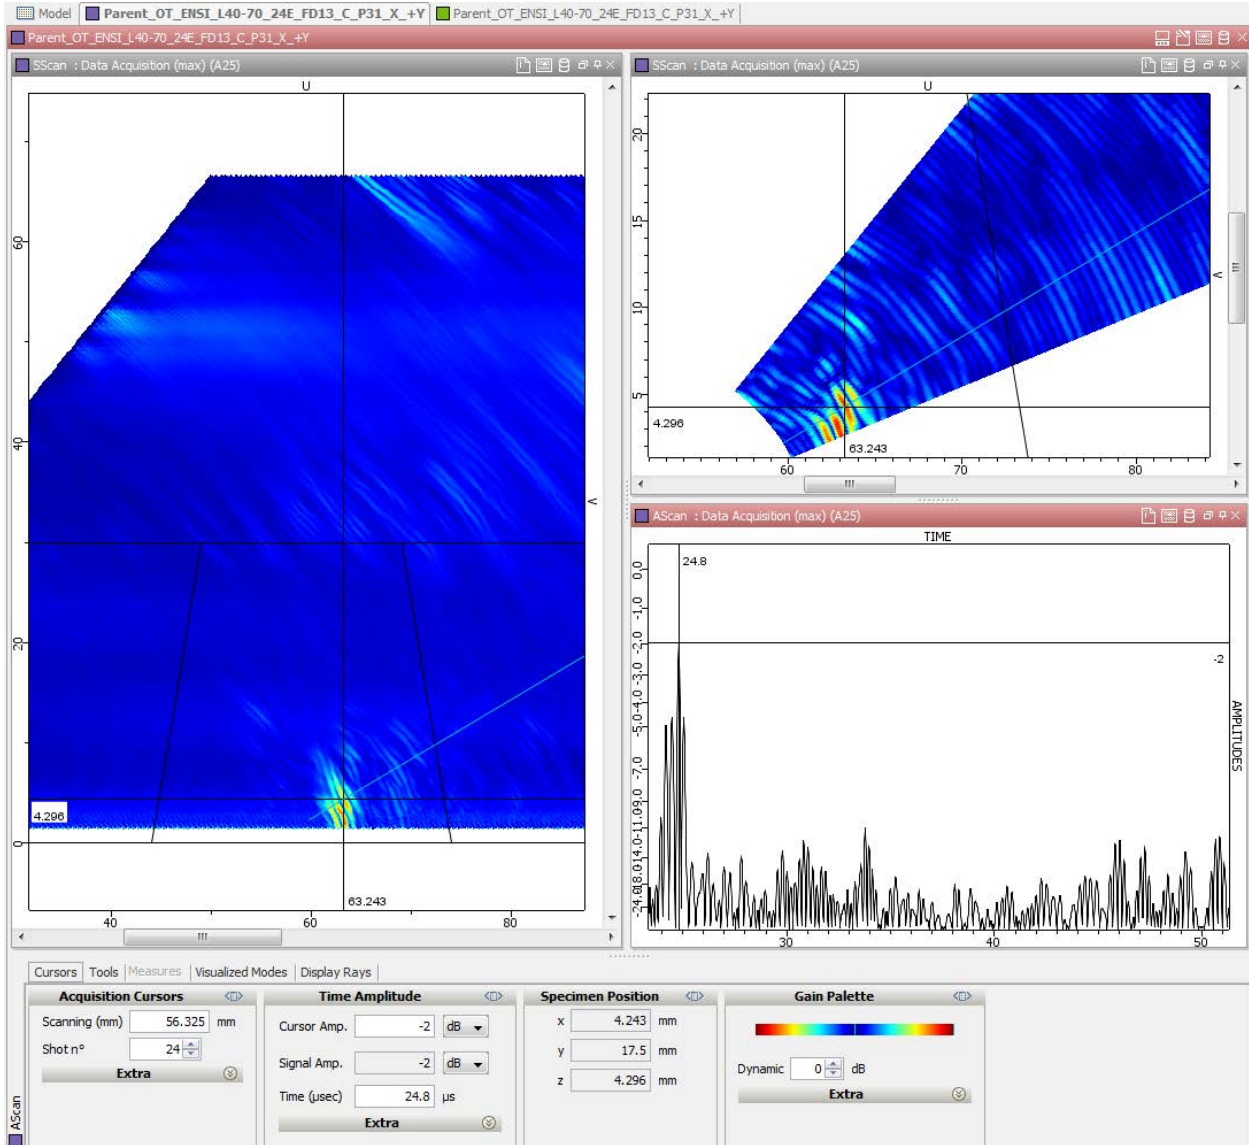 Model Parent_OT_ENSI_L40-70_24E_FD13_C_P31_X_+Y Parent_OT_ENSI_L40-70_24E_FD13_C_P31_X_+Y
Parent_OT_ENSI_L40-70_24E_FD13_C_P31_X_+Y
SScan : Data Acquisition (max) (A25)
U
60
40
20
0
V
4.296
63.243
40 60 80
SScan : Data Acquisition (max) (A25)
U
20
15
10
5
V
4.296
63.243
60 70 80
AScan : Data Acquisition (max) (A25)
TIME
24.8
0,0
-1,0
-2,0
-3,0
-4,0
-5,0
-7,0
-9,0
-11,0
-14,0
-18,0
-24,0
-2
AMPLITUDES
30 40 50
Cursors Tools Measures Visualized Modes Display Rays
Acquisition Cursors
Scanning (mm) 56.325 mm
Shot n° 24
Extra
Time Amplitude
Cursor Amp. -2 dB
Signal Amp. -2 dB
Time (µsec) 24.8 µs
Extra
Specimen Position
x 4.243 mm
y 17.5 mm
z 4.296 mm
Gain Palette
Dynamic 0 dB
Extra
AScan